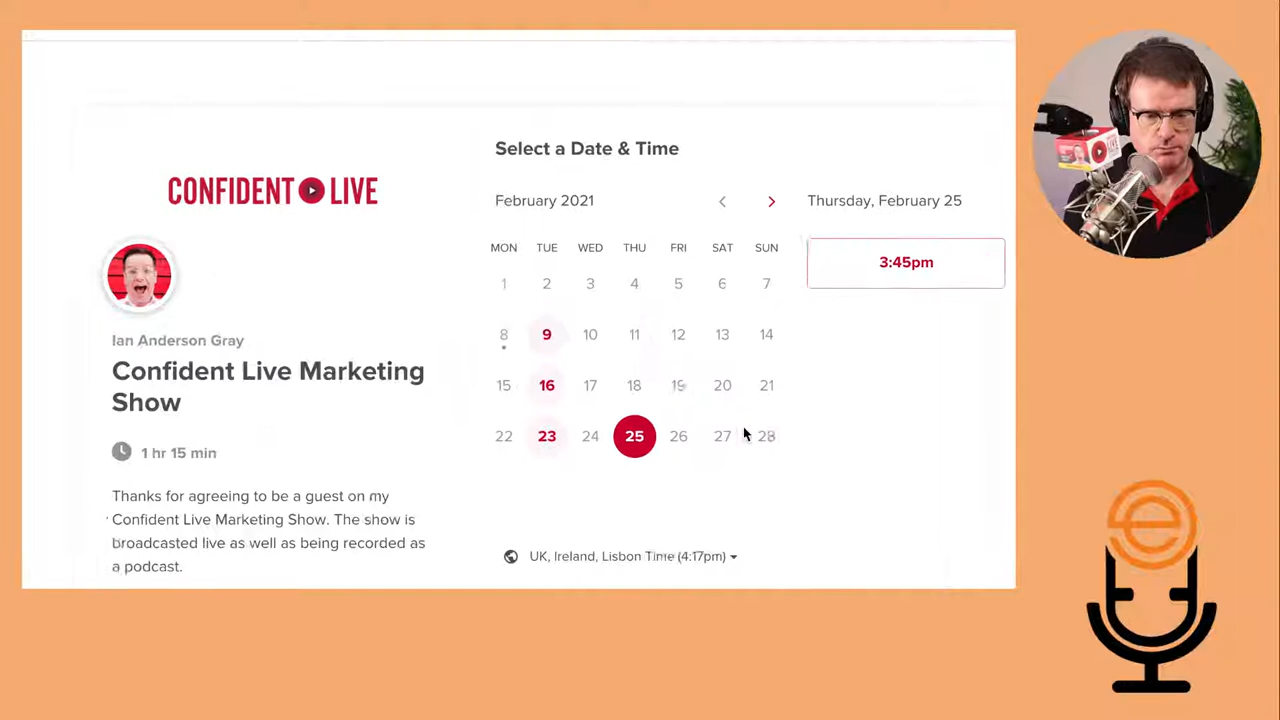 CONFIDENT LIVE
Ian Anderson Gray
Confident Live Marketing
Show
1 hr 15 min
Thanks for agreeing to be a guest on my
Confident Live Marketing Show. The show is
broadcasted live as well as being recorded as
a podcast.
Select a Date & Time
February 2021
MON TUE WED THU FRI SAT SUN
1 2 3 4 5 6 7
8 9 10 11 12 13 14
15 16 17 18 19 20 21
22 23 24 25 26 27 28
UK, Ireland, Lisbon Time (4:17pm)
Thursday, February 25
3:45pm